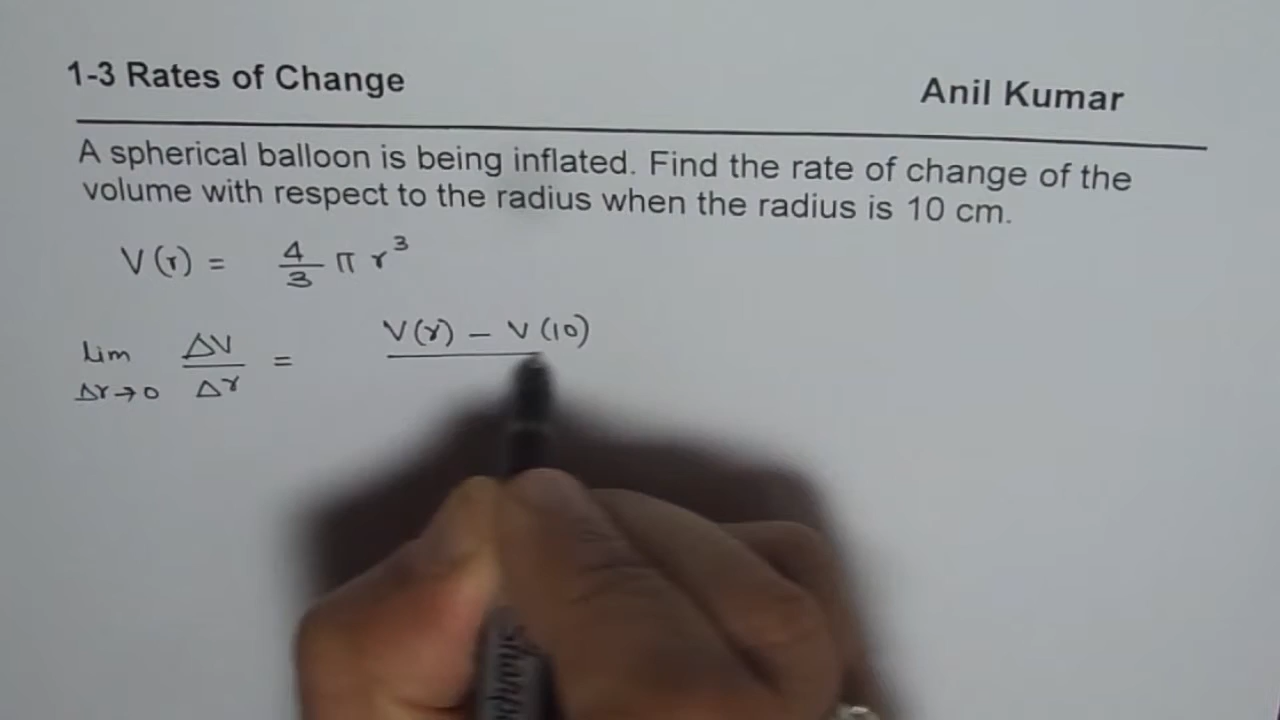 1-3 Rates of Change Anil Kumar
A spherical balloon is being inflated. Find the rate of change of the
volume with respect to the radius when the radius is 10 cm.
V(r) = 4/3 π r³
lim Δr→0 ΔV/Δr = V(r) - V(10)